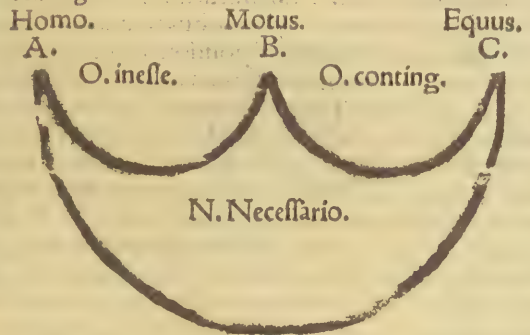 Homo. Motus. Equus.
A. B. C.
O. ineſſe. O. conting.
N. Neceſſario.